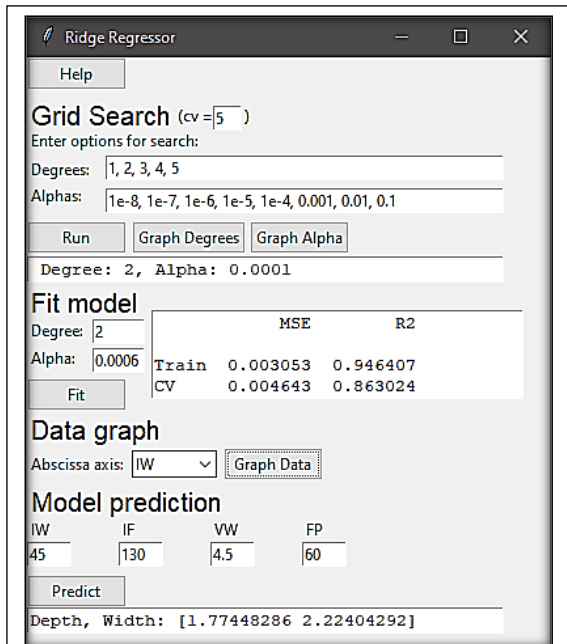 Ridge Regressor
Help
Grid Search (cv = 5 )
Enter options for search:
Degrees: 1, 2, 3, 4, 5
Alphas: 1e-8, 1e-7, 1e-6, 1e-5, 1e-4, 0.001, 0.01, 0.1
Run Graph Degrees Graph Alpha
Degree: 2, Alpha: 0.0001
Fit model
Degree: 2
Alpha: 0.0006
Fit
MSE R2
Train 0.003053 0.946407
CV 0.004643 0.863024
Data graph
Abscissa axis: IW Graph Data
Model prediction
IW IF VW FP
45 130 4.5 60
Predict
Depth, Width: [1.77448286 2.22404292]